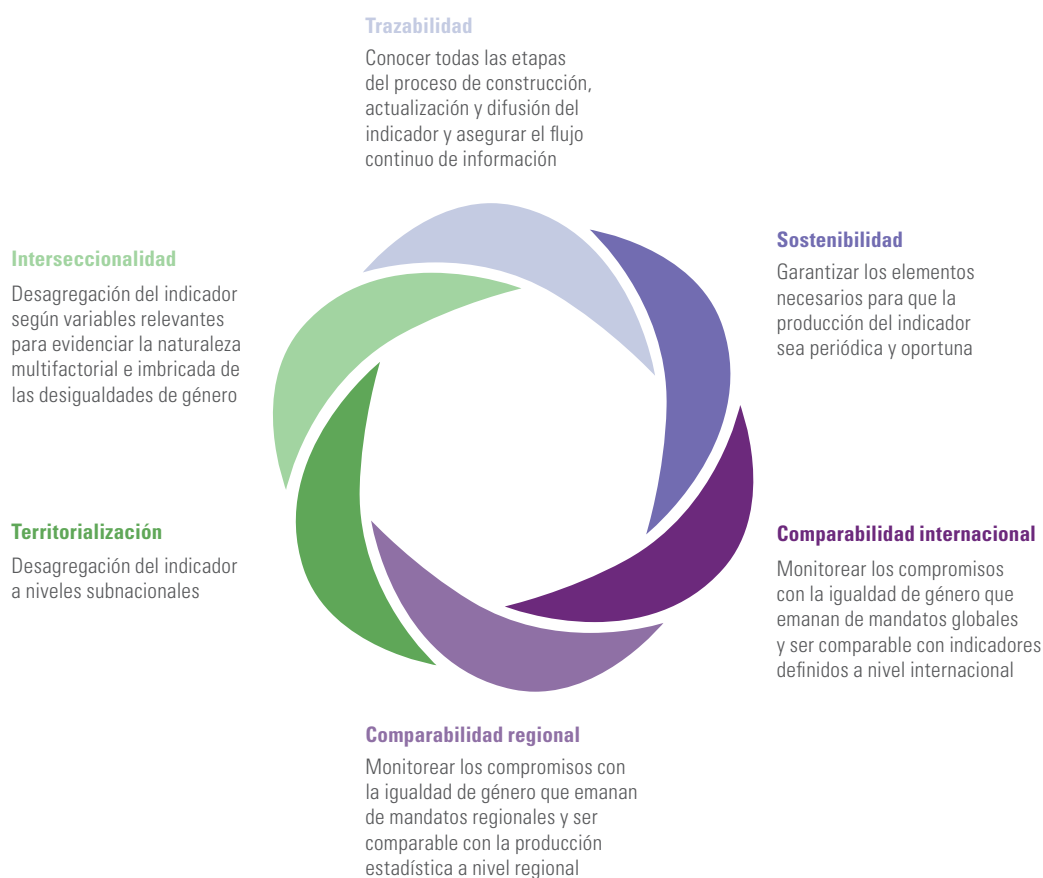 Trazabilidad
Conocer todas las etapas
del proceso de construcción,
actualización y difusión del
indicador y asegurar el flujo
continuo de información
Sostenibilidad
Garantizar los elementos
necesarios para que la
producción del indicador
sea periódica y oportuna
Comparabilidad internacional
Monitorear los compromisos
con la igualdad de género que
emanan de mandatos globales
y ser comparable con indicadores
definidos a nivel internacional
Comparabilidad regional
Monitorear los compromisos con
la igualdad de género que emanan
de mandatos regionales y ser
comparable con la producción
estadística a nivel regional
Territorialización
Desagregación del indicador
a niveles subnacionales
Interseccionalidad
Desagregación del indicador
según variables relevantes
para evidenciar la naturaleza
multifactorial e imbricada de
las desigualdades de género